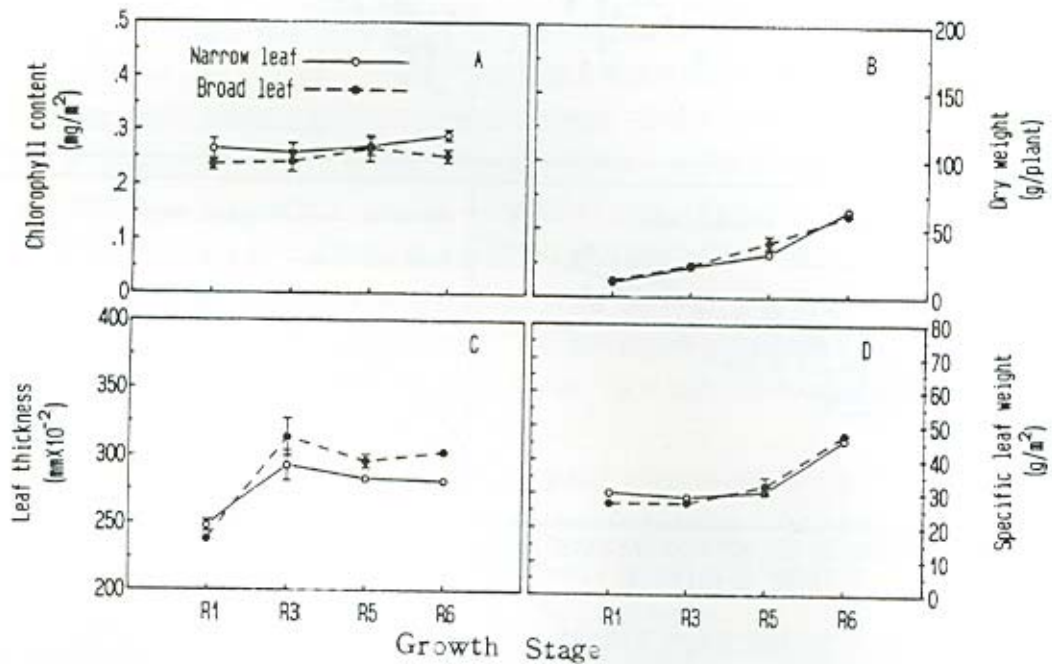 .5
.4
.3
.2
.1
0
Chlorophyll content
(mg/m²)
Narrow leaf
Broad leaf
A
B
200
150
100
50
0
Dry weight
(g/plant)
400
350
300
250
200
Leaf thickness
(mmX10⁻²)
C
D
80
70
60
50
40
30
20
10
0
Specific leaf weight
(g/m²)
R1 R3 R5 R6
R1 R3 R5 R6
Growth Stage